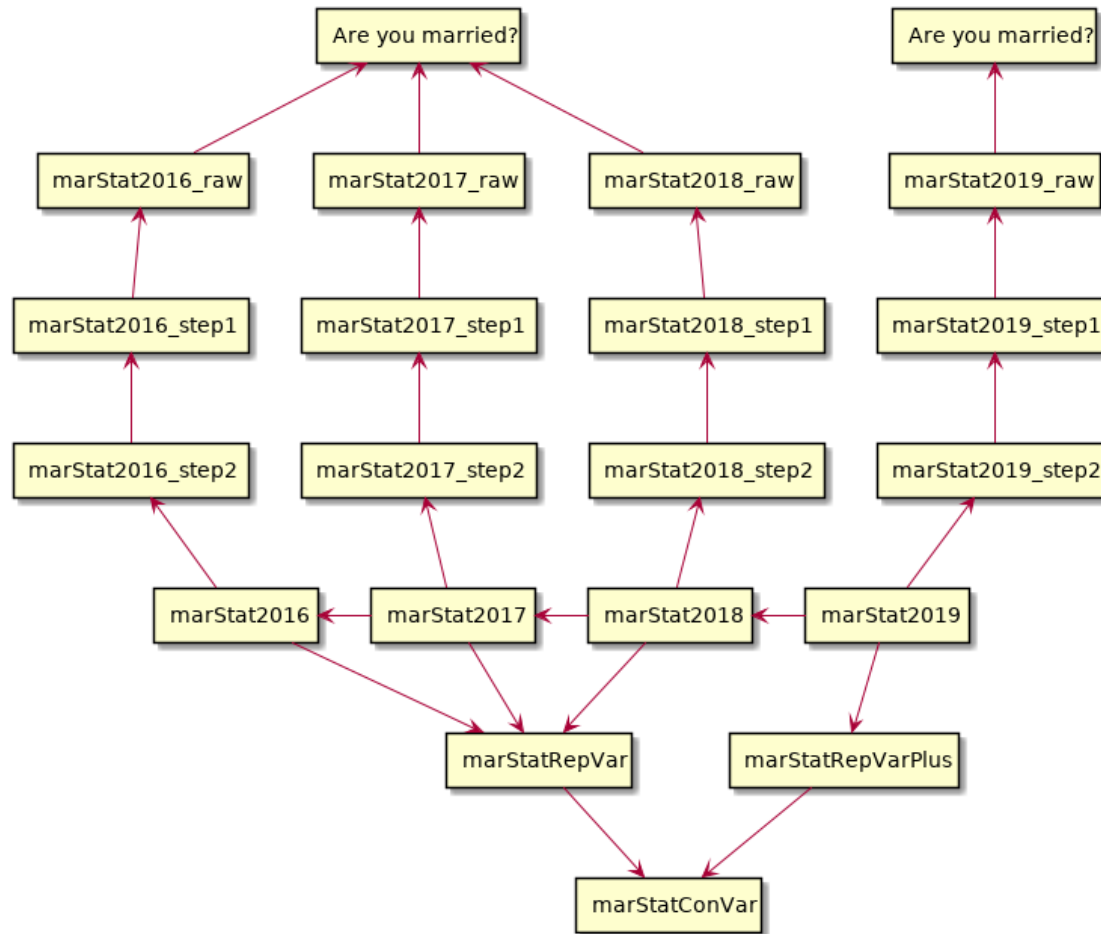 Are you married?
Are you married?
marStat2016_raw
marStat2017_raw
marStat2018_raw
marStat2019_raw
marStat2016_step1
marStat2017_step1
marStat2018_step1
marStat2019_step1
marStat2016_step2
marStat2017_step2
marStat2018_step2
marStat2019_step2
marStat2016
marStat2017
marStat2018
marStat2019
marStatRepVar
marStatRepVarPlus
marStatConVar